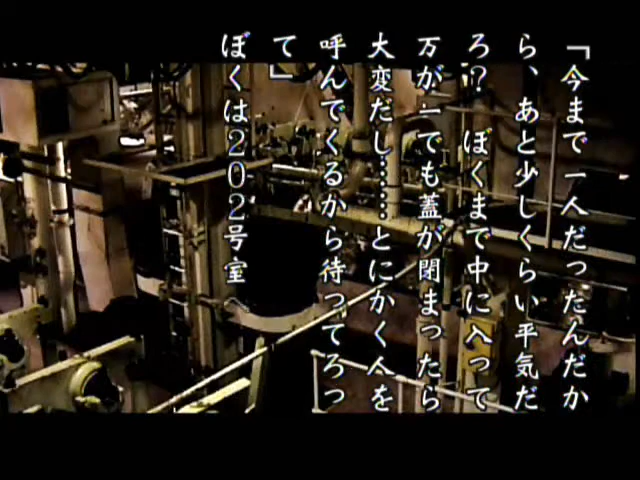 「今まで一人だったんだか
ら、あと少しくらい平気だ
ろ？　ぼくまで中に入って
万が一でも蓋が閉まったら
大変だし……とにかく人を
呼んでくるから待ってろっ
て」
ぼくは２０２号室へ